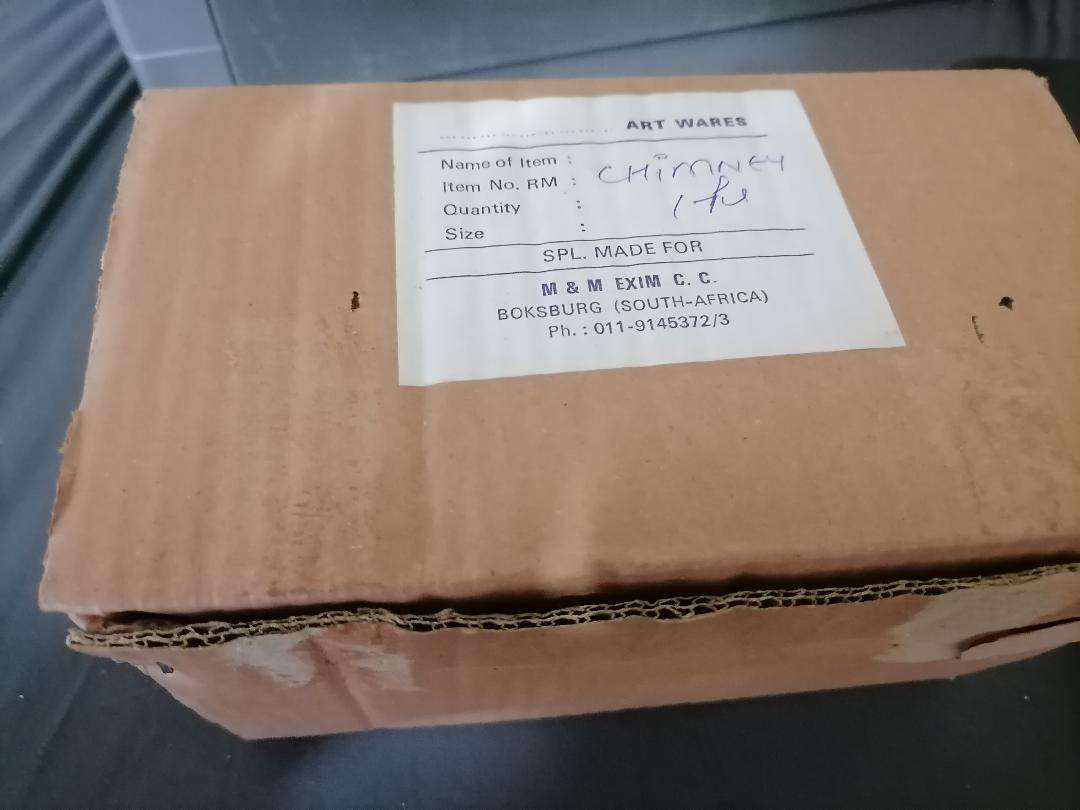 ........................ ART WARES
Name of Item : CHIMNEY
Item No. RM :
Quantity : 1
Size :
SPL. MADE FOR
M & M EXIM C. C.
BOKSBURG (SOUTH-AFRICA)
Ph. : 011-9145372/3